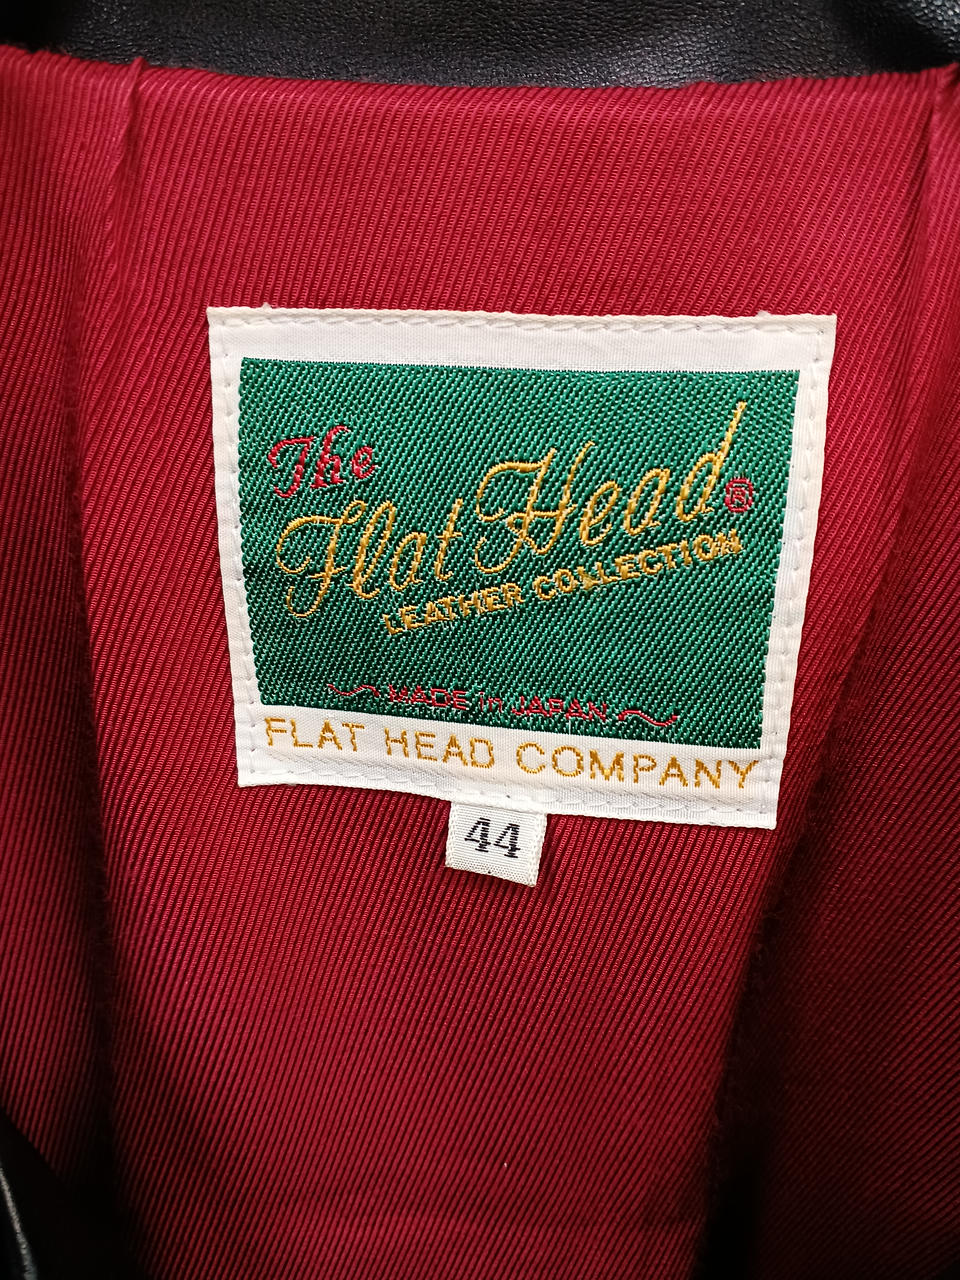 The
Flat Head®
LEATHER COLLECTION
MADE in JAPAN
FLAT HEAD COMPANY
44